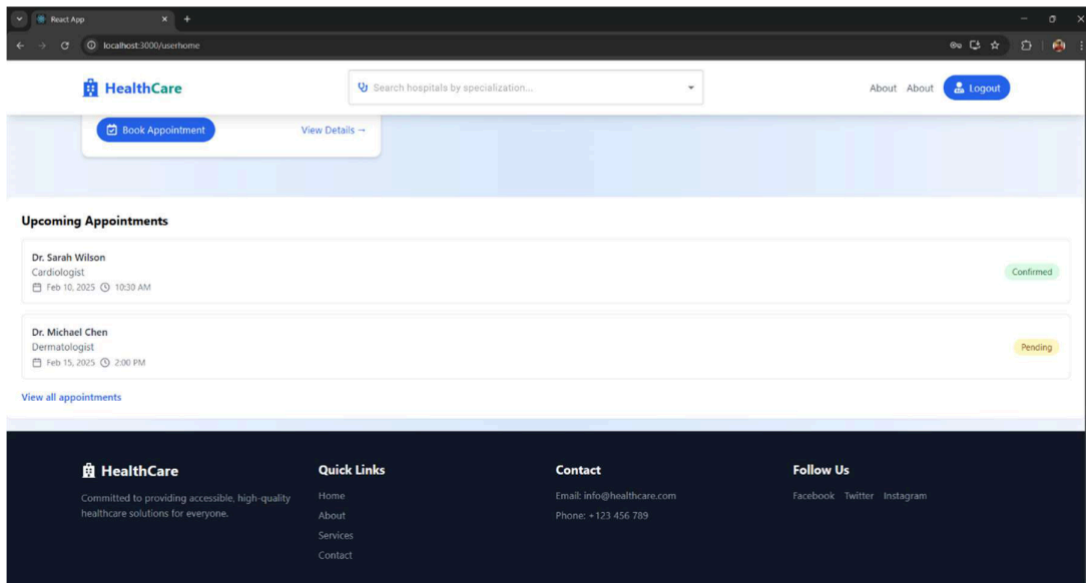 React App
localhost:3000/userhome
HealthCare
Search hospitals by specialization...
About About Logout
Book Appointment
View Details →
Upcoming Appointments
Dr. Sarah Wilson
Cardiologist
Feb 10, 2025 10:30 AM
Confirmed
Dr. Michael Chen
Dermatologist
Feb 15, 2025 2:00 PM
Pending
View all appointments
HealthCare
Committed to providing accessible, high-quality
healthcare solutions for everyone.
Quick Links
Home
About
Services
Contact
Contact
Email: info@healthcare.com
Phone: +123 456 789
Follow Us
Facebook Twitter Instagram